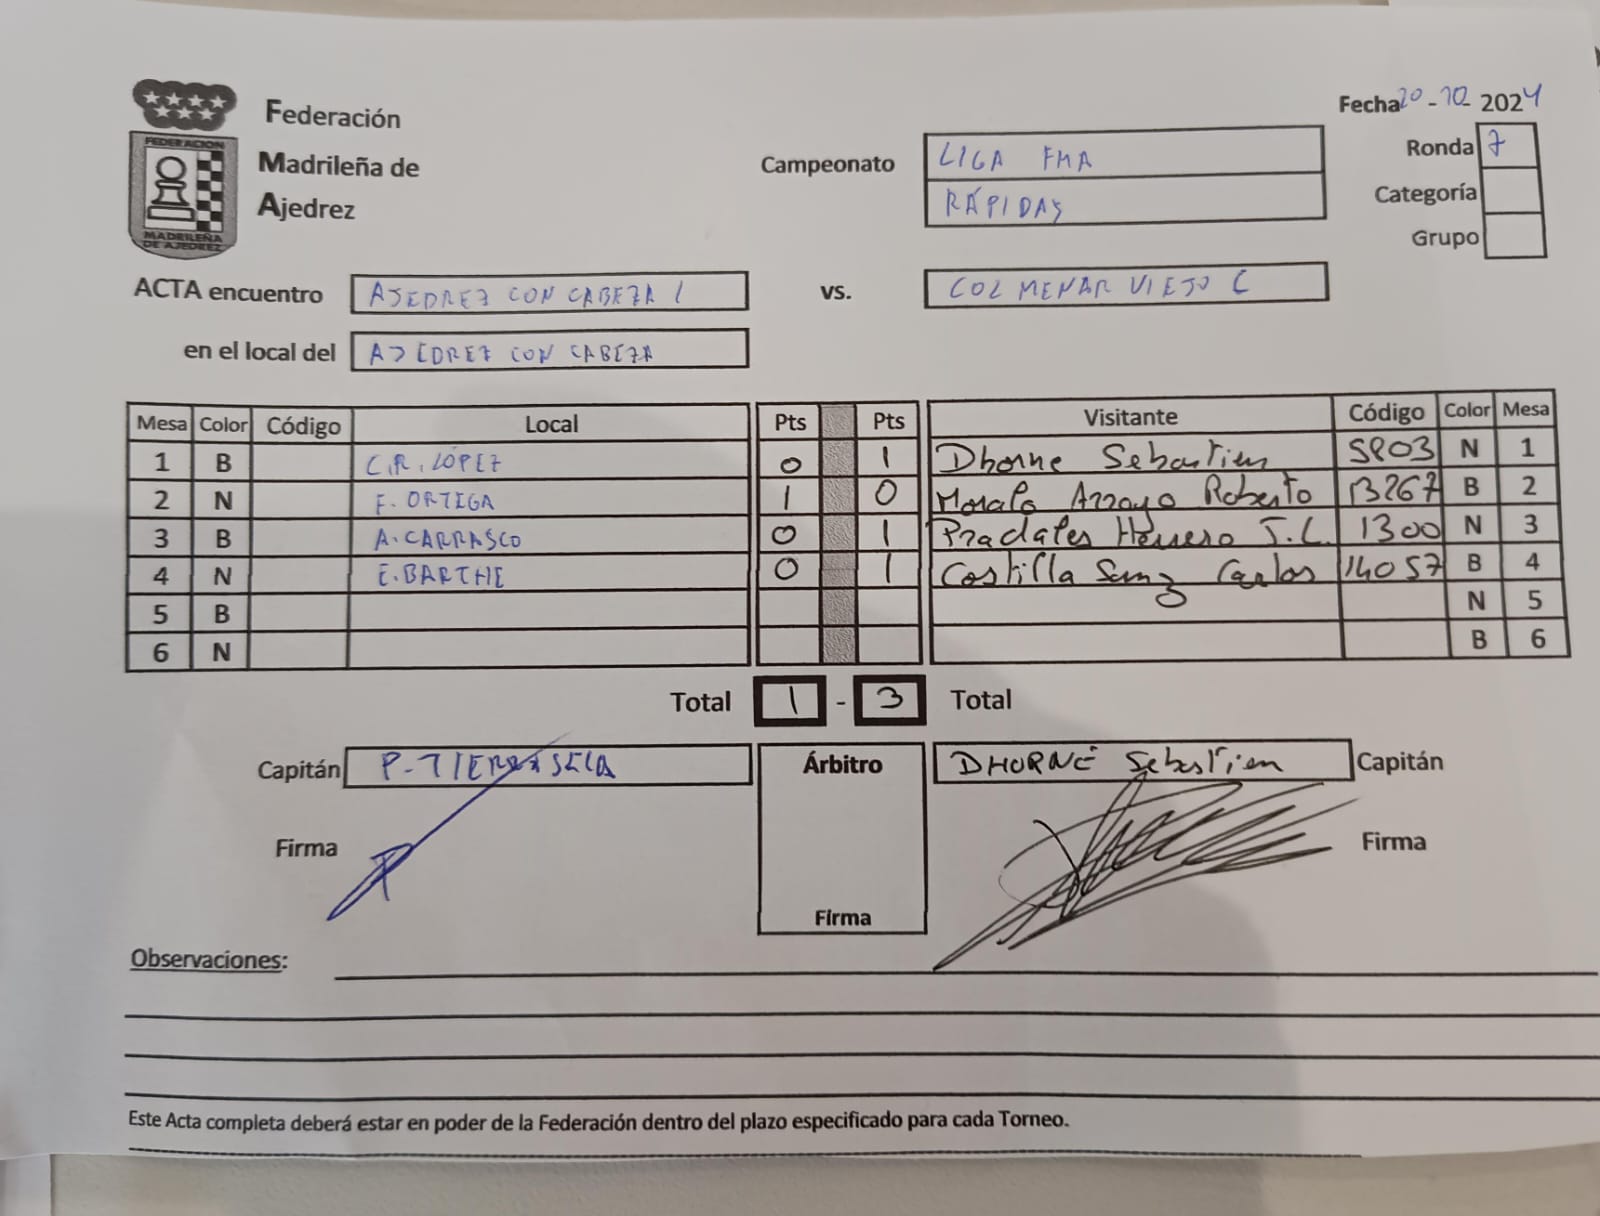 Federación
Madrileña de
Ajedrez
FEDERACION
MADRILEÑA
DE AJEDREZ
Fecha 20-10-2024
Campeonato LIGA FMA
RÁPIDAS
Ronda 7
Categoría
Grupo
ACTA encuentro AJEDREZ CON CABEZA 1 vs. COLMENAR VIEJO C
en el local del AJEDREZ CON CABEZA
Mesa Color Código Local Pts Pts Visitante Código Color Mesa
1 B C.R. LÓPEZ 0 1 Dhorne Sebastien 5803 N 1
2 N F. ORTIGA 1 0 Moralo Arroyo Roberto 13267 B 2
3 B A. CARRASCO 0 1 Pradales Herrero J.L. 1300 N 3
4 N E. BARTHE 0 1 Costilla Sanz Carlos 14057 B 4
5 B N 5
6 N B 6
Total 1 - 3 Total
Capitán Árbitro DHORNE Sebastien Capitán
Firma Firma
Firma
Observaciones:
Este Acta completa deberá estar en poder de la Federación dentro del plazo especificado para cada Torneo.